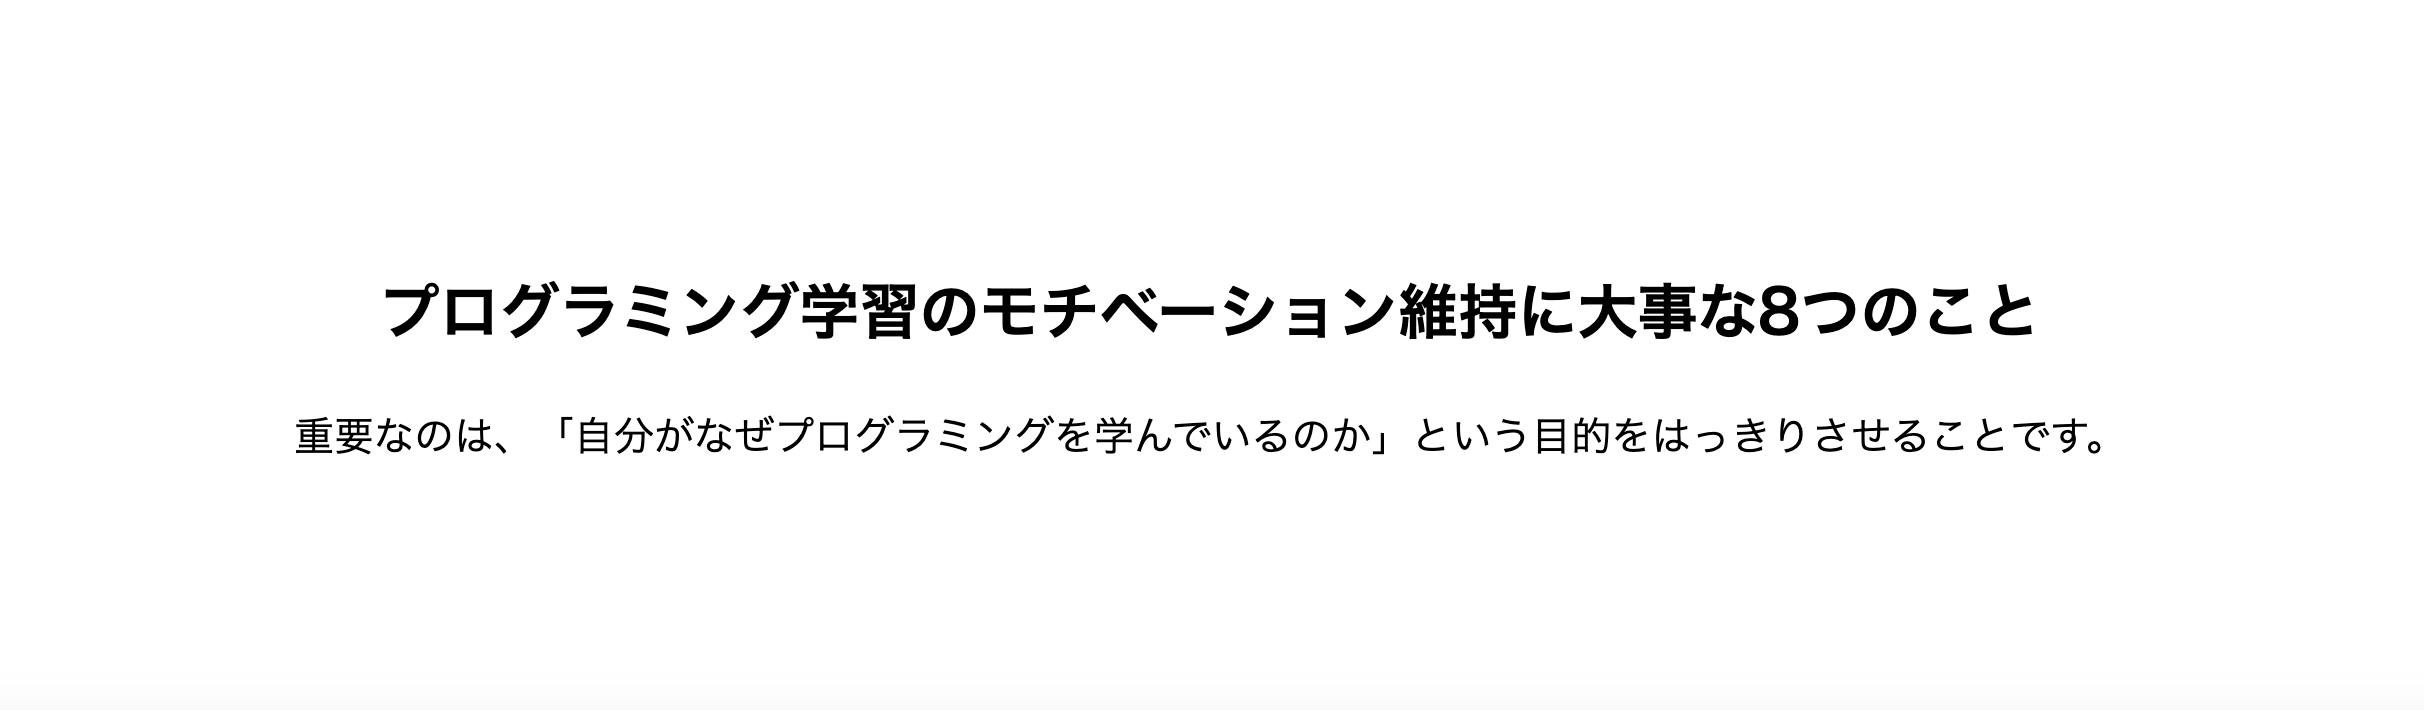 プログラミング学習のモチベーション維持に大事な8つのこと
重要なのは、「自分がなぜプログラミングを学んでいるのか」という目的をはっきりさせることです。